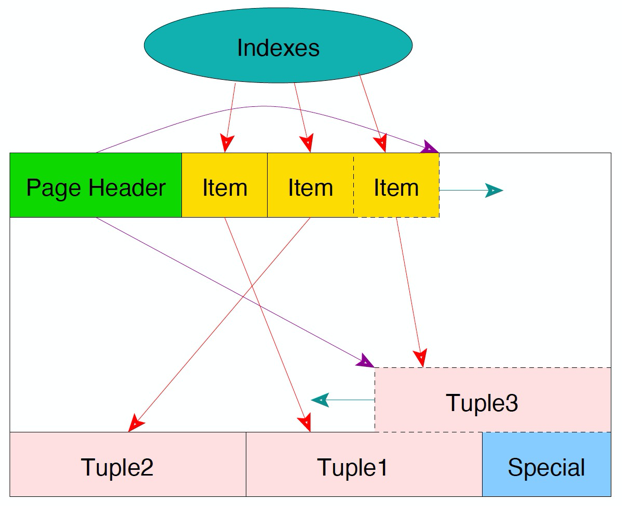 Indexes
Page Header
Item
Item
Item
Tuple3
Tuple2
Tuple1
Special